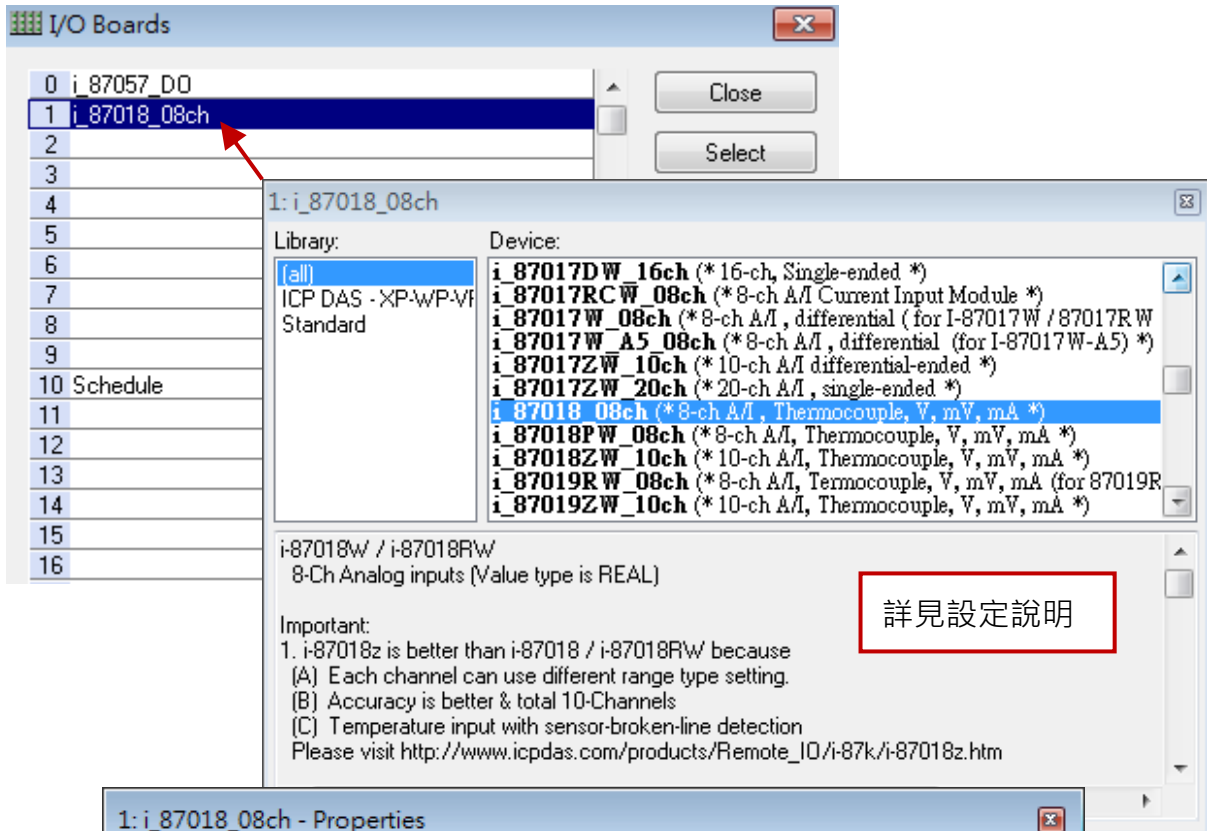 I/O Boards
0 i_87057_DO
1 i_87018_08ch
2
3
4
5
6
7
8
9
10 Schedule
11
12
13
14
15
16
Close
Select
1: i_87018_08ch
Library:
(all)
ICP DAS - XP-WP-VF
Standard
Device:
i_87017DW_16ch (* 16-ch, Single-ended *)
i_87017RCW_08ch (* 8-ch A/I Current Input Module *)
i_87017W_08ch (* 8-ch A/I , differential ( for I-87017W / 87017RW
i_87017W_A5_08ch (* 8-ch A/I , differential (for I-87017W-A5) *)
i_87017ZW_10ch (* 10-ch A/I differential-ended *)
i_87017ZW_20ch (* 20-ch A/I , single-ended *)
i_87018_08ch (* 8-ch A/I , Thermocouple, V, mV, mA *)
i_87018PW_08ch (* 8-ch A/I, Thermocouple, V, mV, mA *)
i_87018ZW_10ch (* 10-ch A/I, Thermocouple, V, mV, mA *)
i_87019RW_08ch (* 8-ch A/I, Termocouple, V, mV, mA (for 87019R
i_87019ZW_10ch (* 10-ch A/I, Thermocouple, V, mV, mA *)
i-87018W / i-87018RW
8-Ch Analog inputs (Value type is REAL)
詳見設定說明
Important:
1. i-87018z is better than i-87018 / i-87018RW because
(A) Each channel can use different range type setting.
(B) Accuracy is better & total 10-Channels
(C) Temperature input with sensor-broken-line detection
Please visit http://www.icpdas.com/products/Remote_IO/i-87k/i-87018z.htm
1: i_87018_08ch - Properties